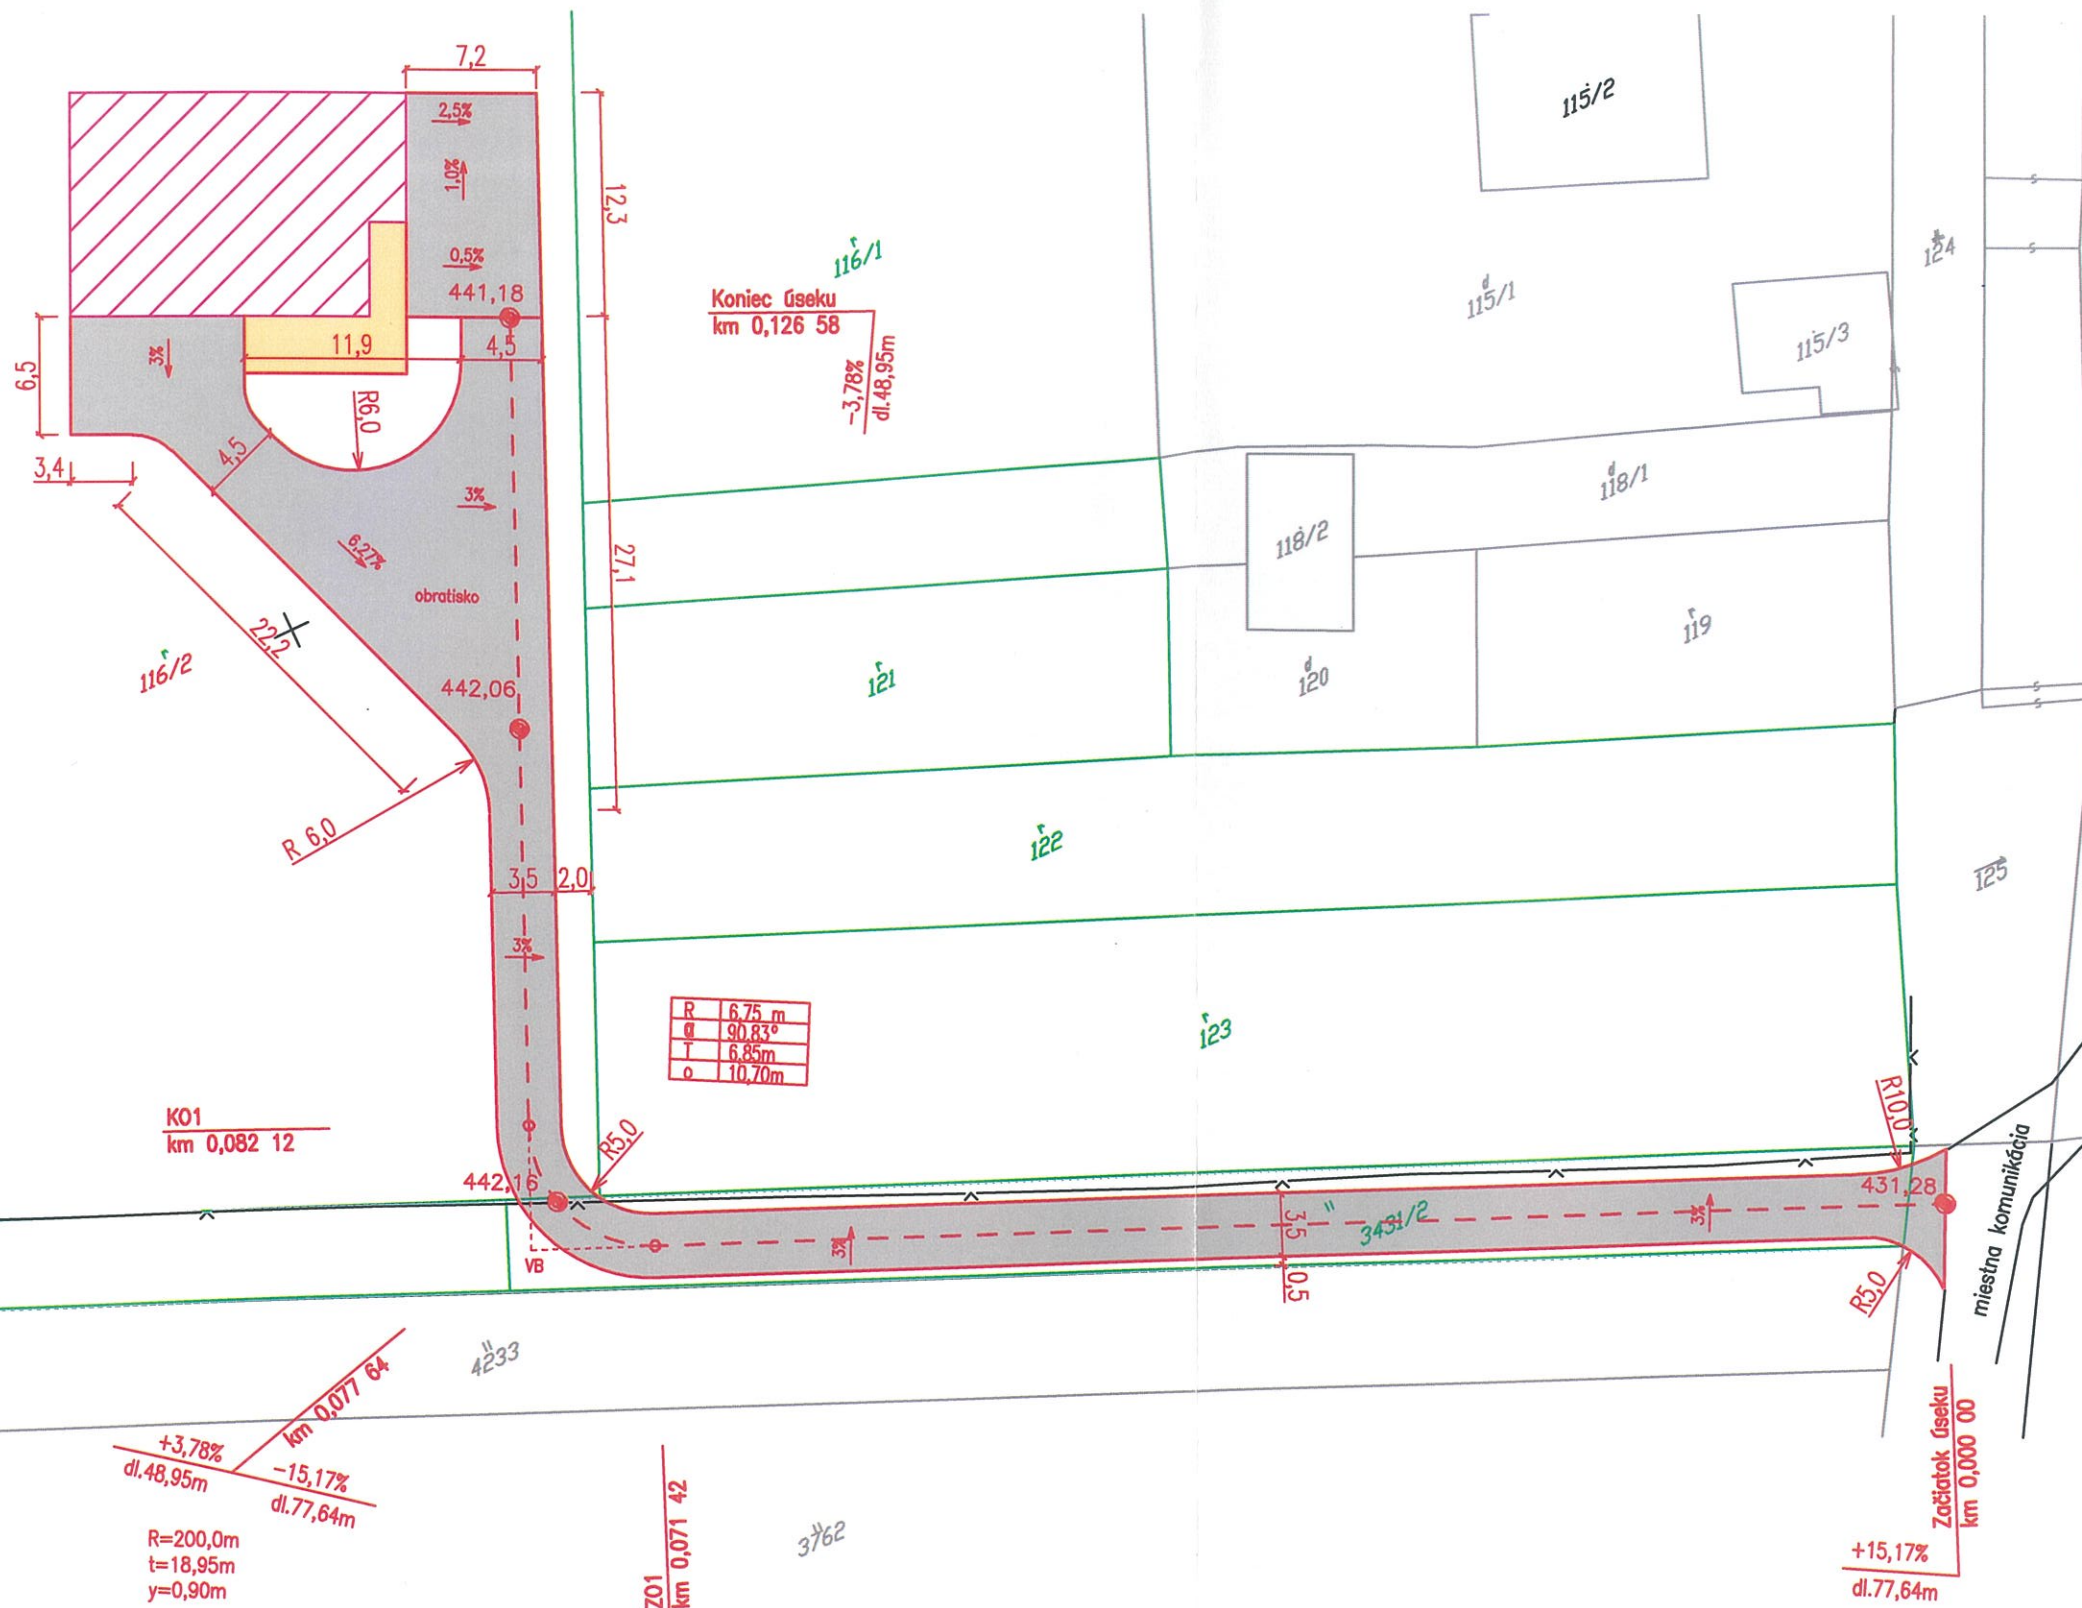 7,2
2,5%
1,0%
12,3
0,5%
441,18
115/2
116/1
124
115/1
115/3
Koniec úseku
km 0,126 58
-3,78%
dl.48,95m
3%
11,9
4,5
6,5
R6,0
4,5
3,4
3%
118/1
118/2
6,27%
27,1
obratisko
22,2
116/2
119
121
120
442,06
R 6,0
122
125
3,5
2,0
3%
R 6.75 m
α 90.83°
T 6.85m
o 10,70m
123
KO1
km 0,082 12
R5,0
R10,0
442,16
431,28
miestna komunikácia
3%
3,5
3431/2
3%
VB
0,5
R5,0
4233
km 0,077 64
+3,78%
dl.48,95m
-15,17%
dl.77,64m
R=200,0m
t=18,95m
y=0,90m
ZO1
km 0,071 42
3762
Začiatok úseku
km 0,000 00
+15,17%
dl.77,64m